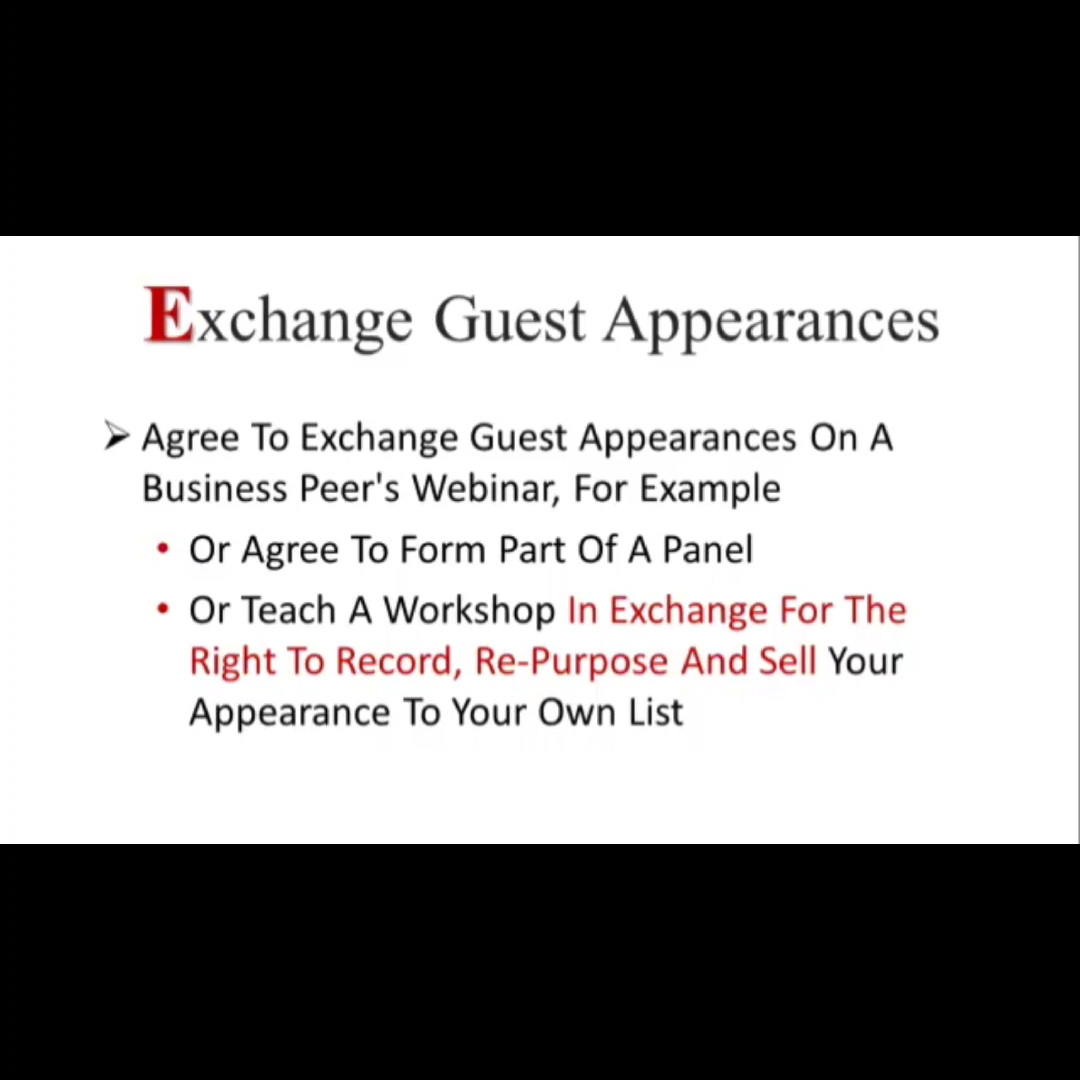 Exchange Guest Appearances
➢ Agree To Exchange Guest Appearances On A
Business Peer's Webinar, For Example
• Or Agree To Form Part Of A Panel
• Or Teach A Workshop In Exchange For The
Right To Record, Re-Purpose And Sell Your
Appearance To Your Own List